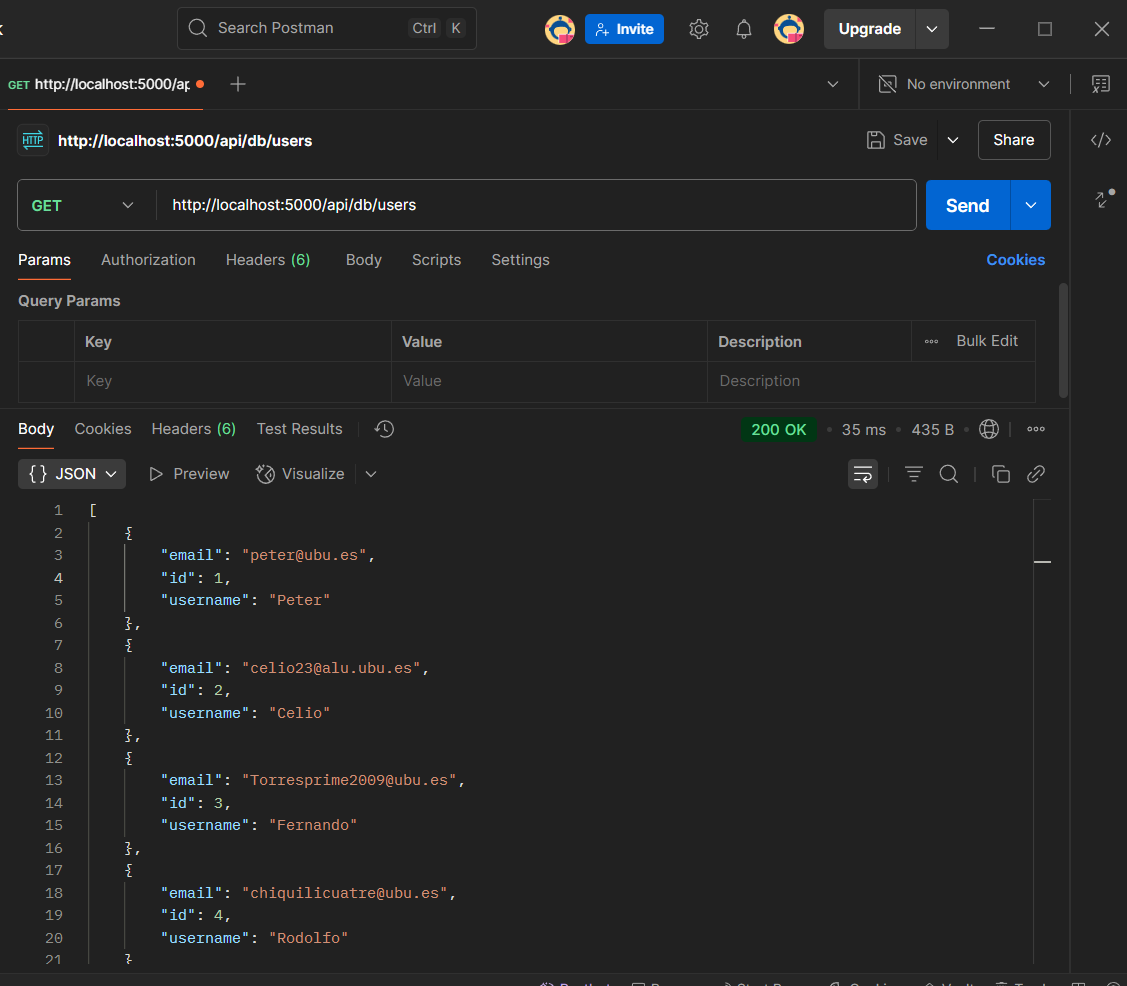 Search Postman Ctrl K Invite Upgrade
GET http://localhost:5000/ap No environment
HTTP http://localhost:5000/api/db/users Save Share
GET http://localhost:5000/api/db/users Send
Params Authorization Headers (6) Body Scripts Settings Cookies
Query Params
Key Value Description Bulk Edit
Key Value Description
Body Cookies Headers (6) Test Results 200 OK 35 ms 435 B
{} JSON Preview Visualize
1 [
2 {
3 "email": "peter@ubu.es",
4 "id": 1,
5 "username": "Peter"
6 },
7 {
8 "email": "celio23@alu.ubu.es",
9 "id": 2,
10 "username": "Celio"
11 },
12 {
13 "email": "Torresprime2009@ubu.es",
14 "id": 3,
15 "username": "Fernando"
16 },
17 {
18 "email": "chiquilicuatre@ubu.es",
19 "id": 4,
20 "username": "Rodolfo"
21 }